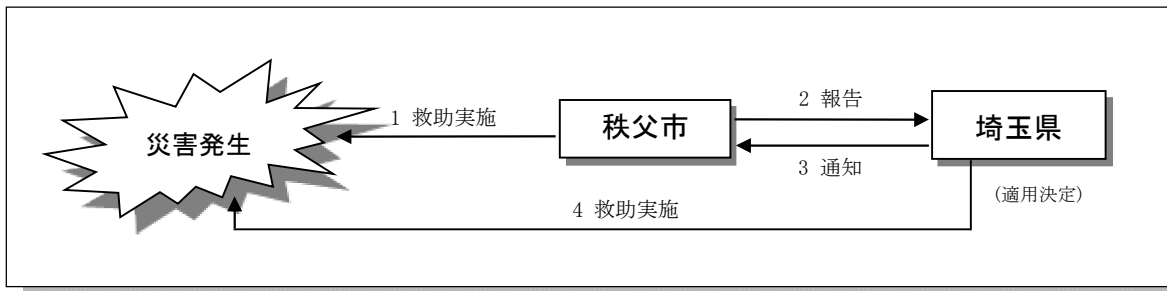 2 報告
1 救助実施
秩父市
埼玉県
災害発生
3 通知
(適用決定)
4 救助実施